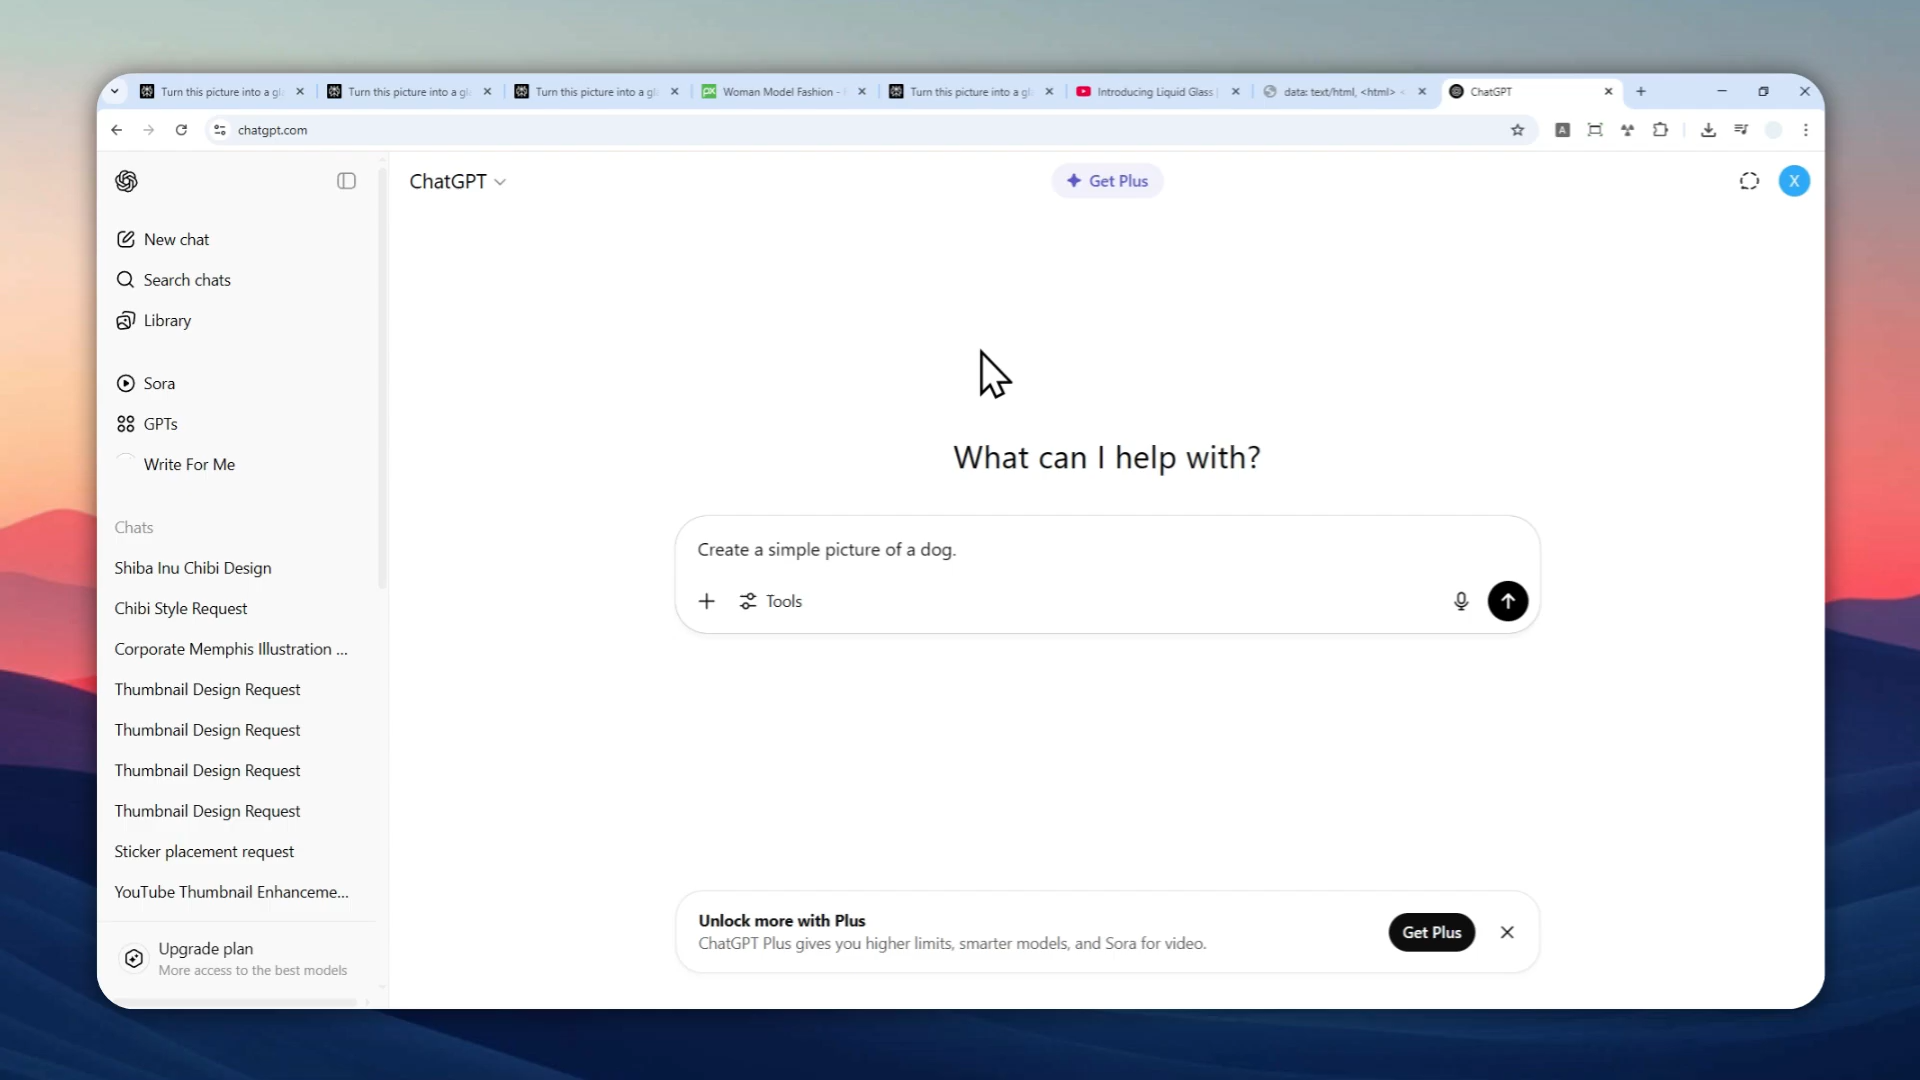 Turn this picture into a gl
Turn this picture into a gl
Turn this picture into a gl
Woman Model Fashion -
Turn this picture into a gl
Introducing Liquid Glass
data: text/html, <html> <
ChatGPT
chatgpt.com
A
ChatGPT
Get Plus
X
New chat
Search chats
Library
Sora
GPTs
Write For Me
Chats
Shiba Inu Chibi Design
Chibi Style Request
Corporate Memphis Illustration ...
Thumbnail Design Request
Thumbnail Design Request
Thumbnail Design Request
Thumbnail Design Request
Sticker placement request
YouTube Thumbnail Enhanceme...
Upgrade plan
More access to the best models
What can I help with?
Create a simple picture of a dog.
Tools
Unlock more with Plus
ChatGPT Plus gives you higher limits, smarter models, and Sora for video.
Get Plus